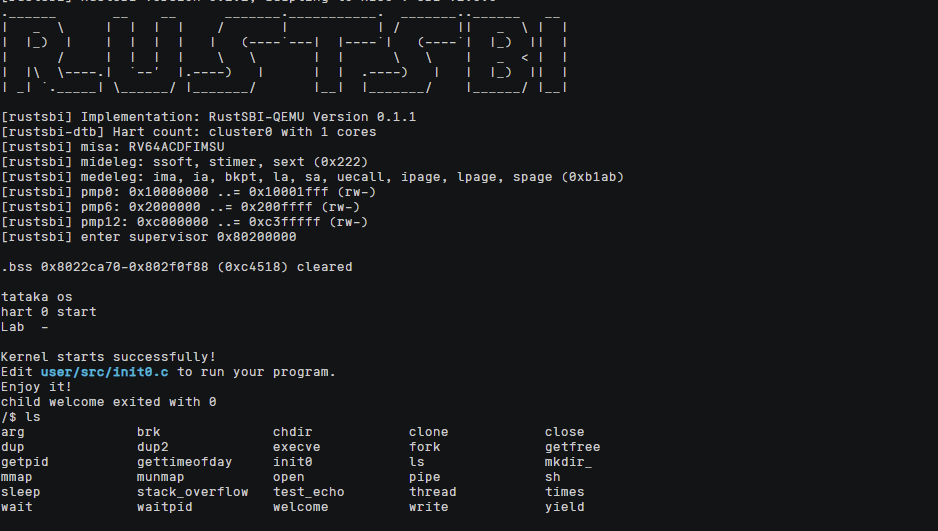 .______       __    __      _______.___________.  _______..______   __
|   _  \     |  |  |  |    /       |           | /       ||   _  \ |  |
|  |_)  |    |  |  |  |   |   (----`---|  |----`|   (----`|  |_)  ||  |
|      /     |  |  |  |    \   \       |  |      \   \    |   _  < |  |
|  |\  \----.|  `--'  |.----)   |      |  |  .----)   |   |  |_)  ||  |
| _| `._____| \______/ |_______/       |__|  |_______/    |______/ |__|
[rustsbi] Implementation: RustSBI-QEMU Version 0.1.1
[rustsbi-dtb] Hart count: cluster0 with 1 cores
[rustsbi] misa: RV64ACDFIMSU
[rustsbi] mideleg: ssoft, stimer, sext (0x222)
[rustsbi] medeleg: ima, ia, bkpt, la, sa, uecall, ipage, lpage, spage (0xb1ab)
[rustsbi] pmp0: 0x10000000 ..= 0x10001fff (rw-)
[rustsbi] pmp6: 0x2000000 ..= 0x200ffff (rw-)
[rustsbi] pmp12: 0xc000000 ..= 0xc3fffff (rw-)
[rustsbi] enter supervisor 0x80200000
.bss 0x8022ca70-0x802f0f88 (0xc4518) cleared
tataka os
hart 0 start
Lab  -
Kernel starts successfully!
Edit user/src/init0.c to run your program.
Enjoy it!
child welcome exited with 0
/$ ls
arg              brk              chdir            clone            close
dup              dup2             execve           fork             getfree
getpid           gettimeofday     init0            ls               mkdir_
mmap             munmap           open             pipe             sh
sleep            stack_overflow   test_echo        thread           times
wait             waitpid          welcome          write            yield